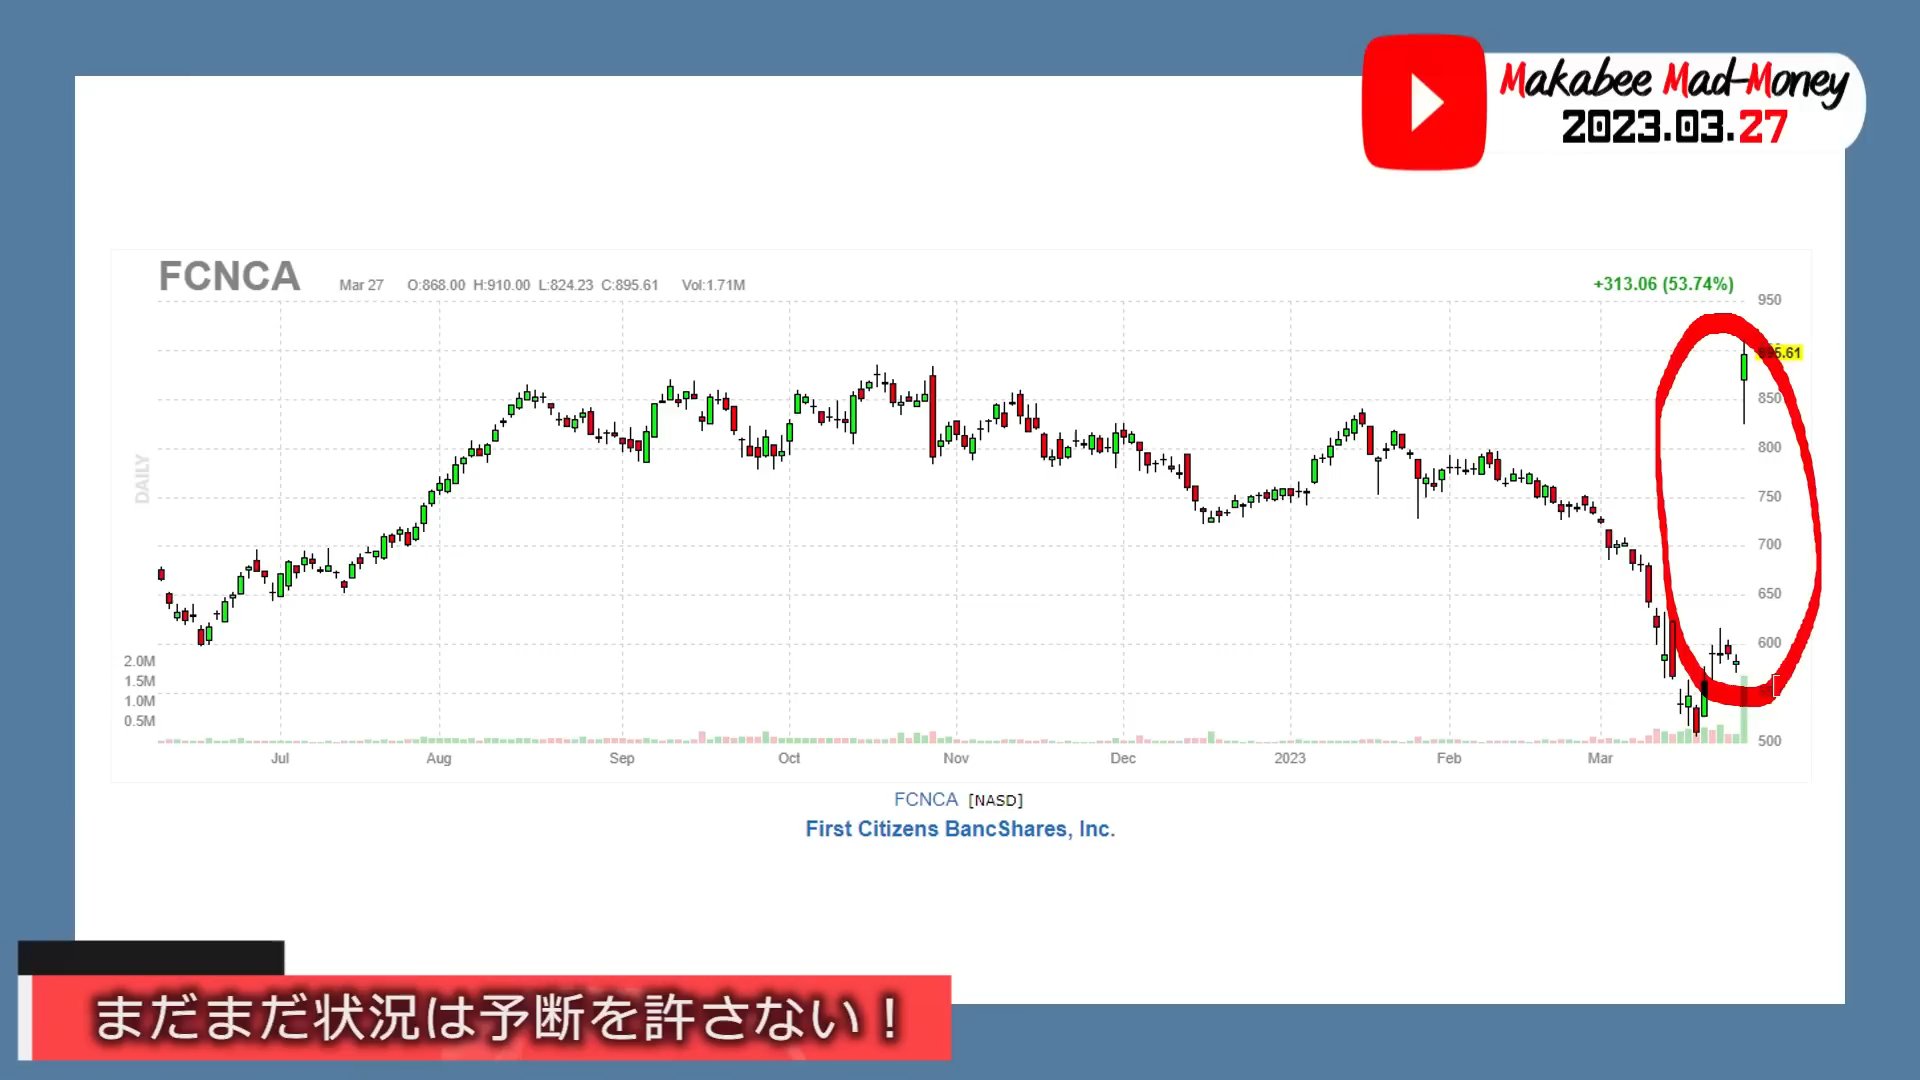 Makabee Mad-Money
2023.03.27
FCNCA
Mar 27 O:868.00 H:910.00 L:824.23 C:895.61 Vol:1.71M
+313.06 (53.74%)
950
850
800
750
700
650
600
500
DAILY
2.0M
1.5M
1.0M
0.5M
Jul Aug Sep Oct Nov Dec 2023 Feb Mar
FCNCA [NASD]
First Citizens BancShares, Inc.
まだまだ状況は予断を許さない！